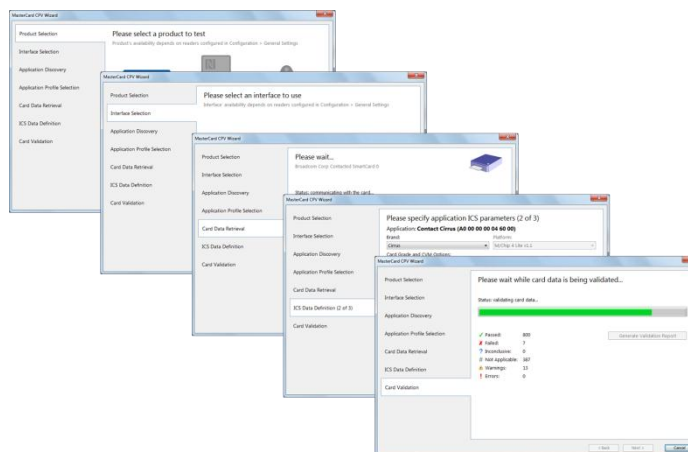 MasterCard CPV Wizard
Product Selection
Interface Selection
Application Discovery
Application Profile Selection
Card Data Retrieval
ICS Data Definition
Card Validation
Please select a product to test
Product's availability depends on readers configured in Configuration > General Settings
MasterCard CPV Wizard
Product Selection
Interface Selection
Application Discovery
Application Profile Selection
Card Data Retrieval
ICS Data Definition
Card Validation
Please select an interface to use
Interface availability depends on readers configured in Configuration > General Settings
MasterCard CPV Wizard
Product Selection
Interface Selection
Application Discovery
Application Profile Selection
Card Data Retrieval
ICS Data Definition
Card Validation
Please wait...
Broadcom Corp Contacted SmartCard 0
Status: communicating with the card...
MasterCard CPV Wizard
Product Selection
Interface Selection
Application Discovery
Application Profile Selection
Card Data Retrieval
ICS Data Definition (2 of 3)
Card Validation
Please specify application ICS parameters (2 of 3)
Application: Contact Cirrus (A0 00 00 00 04 60 00)
Brand: Platform:
Cirrus
Card Grade and CVM Options:
MasterCard CPV Wizard
Product Selection
Interface Selection
Application Discovery
Application Profile Selection
Card Data Retrieval
ICS Data Definition
Card Validation
Please wait while card data is being validated...
Status: validating card data...
Passed: 800
Failed: 7
Inconclusive: 0
Not Applicable: 387
Warnings: 13
Errors: 0
Generate Validation Report
< Back Next > Cancel